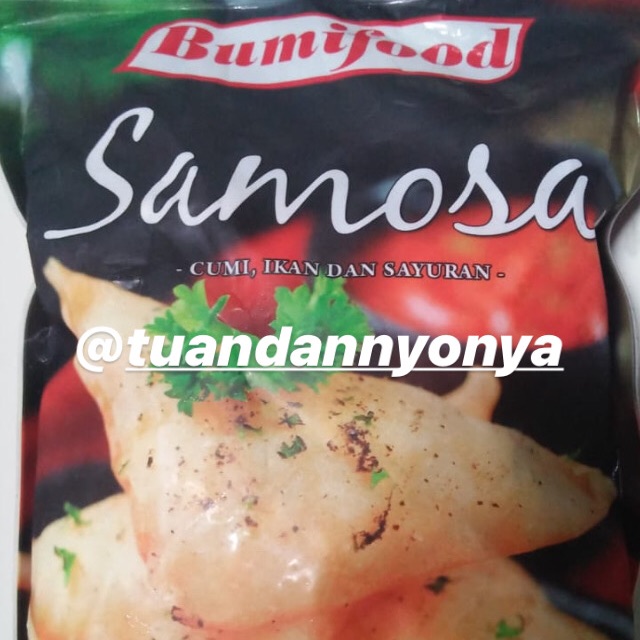 Bumifood
Samosa
- CUMI, IKAN DAN SAYURAN -
@tuandannyonya